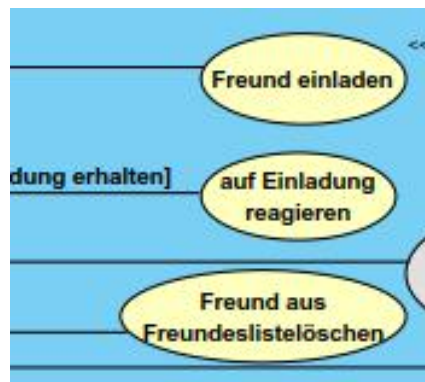 <<
Freund einladen
dung erhalten]
auf Einladung
reagieren
Freund aus
Freundeslistelöschen